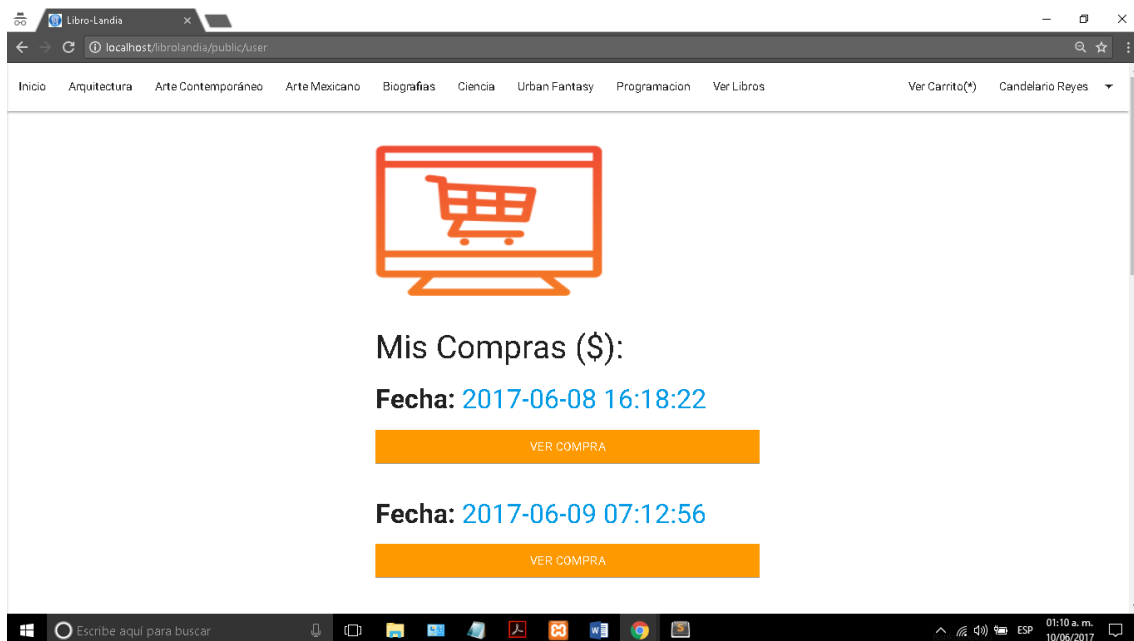 Libro-Landia
localhost/librolandia/public/user
Inicio Arquitectura Arte Contemporáneo Arte Mexicano Biografias Ciencia Urban Fantasy Programacion Ver Libros Ver Carrito(*) Candelario Reyes
Mis Compras ($):
Fecha: 2017-06-08 16:18:22
VER COMPRA
Fecha: 2017-06-09 07:12:56
VER COMPRA
Escribe aquí para buscar
ESP
01:10 a. m.
10/06/2017